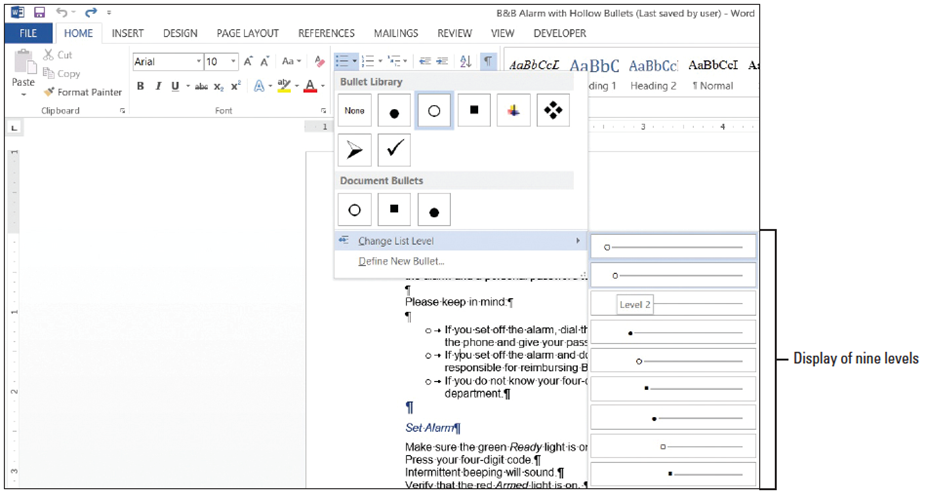 B&B Alarm with Hollow Bullets (Last saved by user) - Word
FILE HOME INSERT DESIGN PAGE LAYOUT REFERENCES MAILINGS REVIEW VIEW DEVELOPER
Cut
Copy
Format Painter
Paste
Clipboard
Arial 10
Font
AaBbCcI AaBbC AaBbCc AaBbCc
ding 1 Heading 2 ¶ Normal
Bullet Library
None
Document Bullets
Change List Level
Define New Bullet...
Level 2
1 3 4
the alarm and a personal password
¶
Please keep in mind:¶
¶
If you set off the alarm, dial th
the phone and give your pass
If you set off the alarm and do
responsible for reimbursing B
If you do not know your four-d
department.¶
¶
Set Alarm¶
Make sure the green Ready light is on
Press your four-digit code.¶
Intermittent beeping will sound.¶
Verify that the red Armed light is on.
Display of nine levels